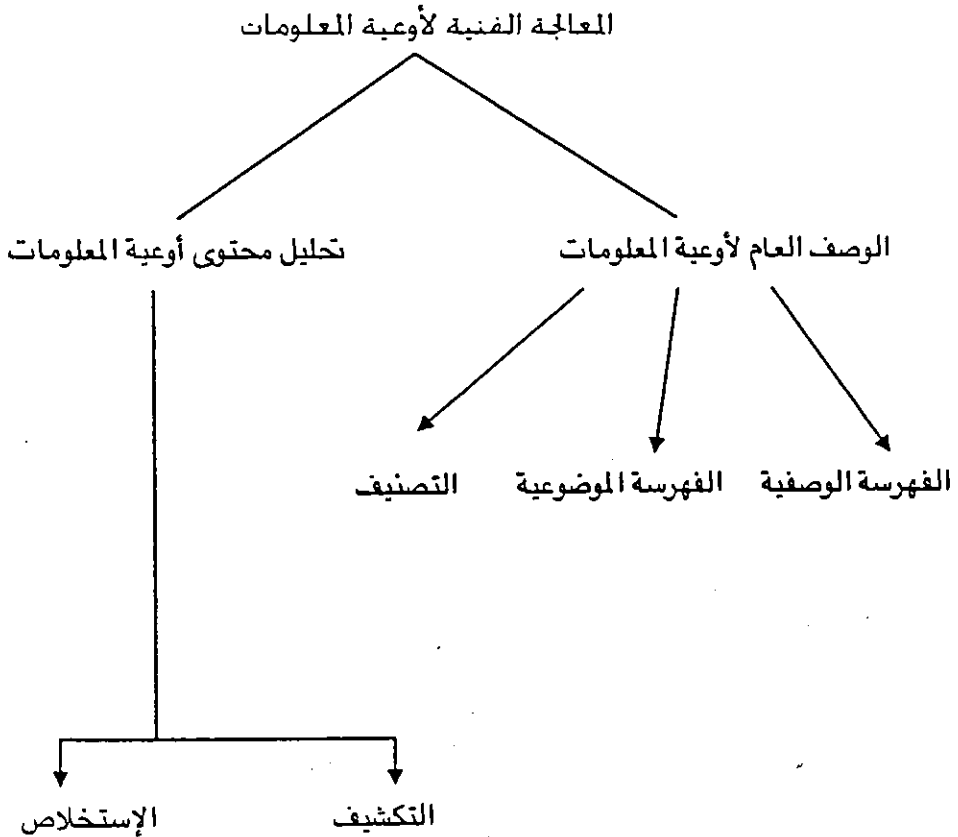 المعالجة الفنية لأوعية المعلومات
الوصف العام لأوعية المعلومات تحليل محتوى أوعية المعلومات
الفهرسة الوصفية الفهرسة الموضوعية التصنيف
التكشيف الإستخلاص